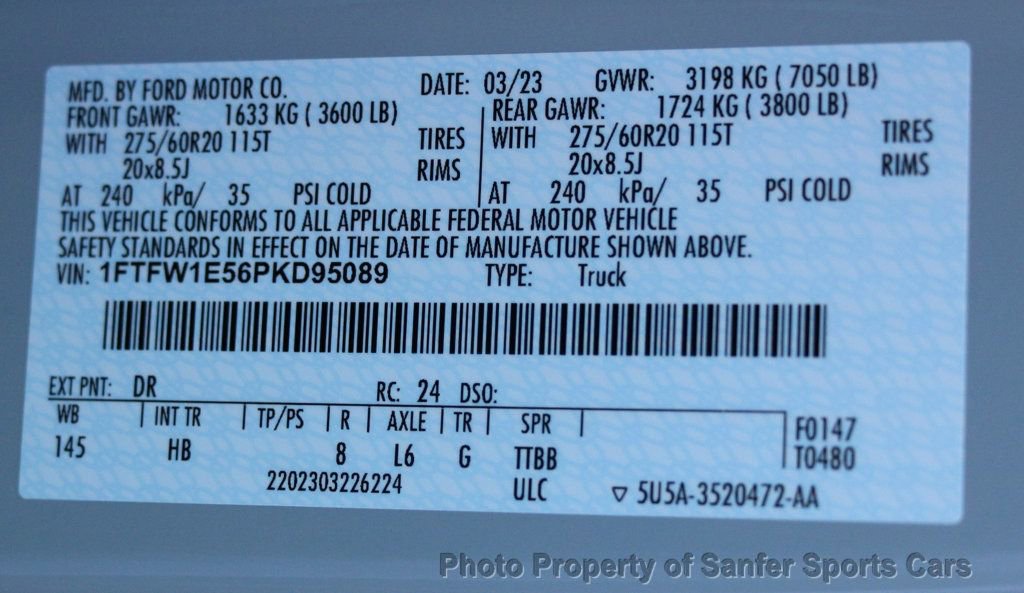 MFD. BY FORD MOTOR CO. DATE: 03/23 GVWR: 3198 KG ( 7050 LB)
FRONT GAWR: 1633 KG ( 3600 LB) REAR GAWR: 1724 KG ( 3800 LB)
WITH 275/60R20 115T TIRES WITH 275/60R20 115T TIRES
20x8.5J RIMS 20x8.5J RIMS
AT 240 kPa/ 35 PSI COLD AT 240 kPa/ 35 PSI COLD
THIS VEHICLE CONFORMS TO ALL APPLICABLE FEDERAL MOTOR VEHICLE
SAFETY STANDARDS IN EFFECT ON THE DATE OF MANUFACTURE SHOWN ABOVE.
VIN: 1FTFW1E56PKD95089 TYPE: Truck
EXT PNT: DR RC: 24 DSO:
WB INT TR TP/PS R AXLE TR SPR F0147
145 HB 8 L6 G TTBB T0480
2202303226224 ULC ▽ 5U5A-3520472-AA
Photo Property of Sanfer Sports Cars